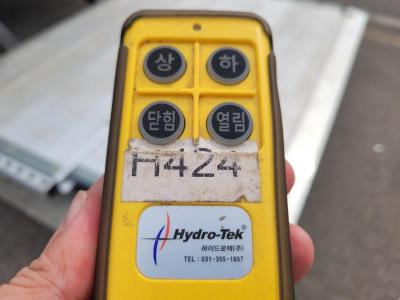 상 하
닫힘 열림
H424
Hydro-Tek®
하이드로텍(주)
TEL : 031-355-1857